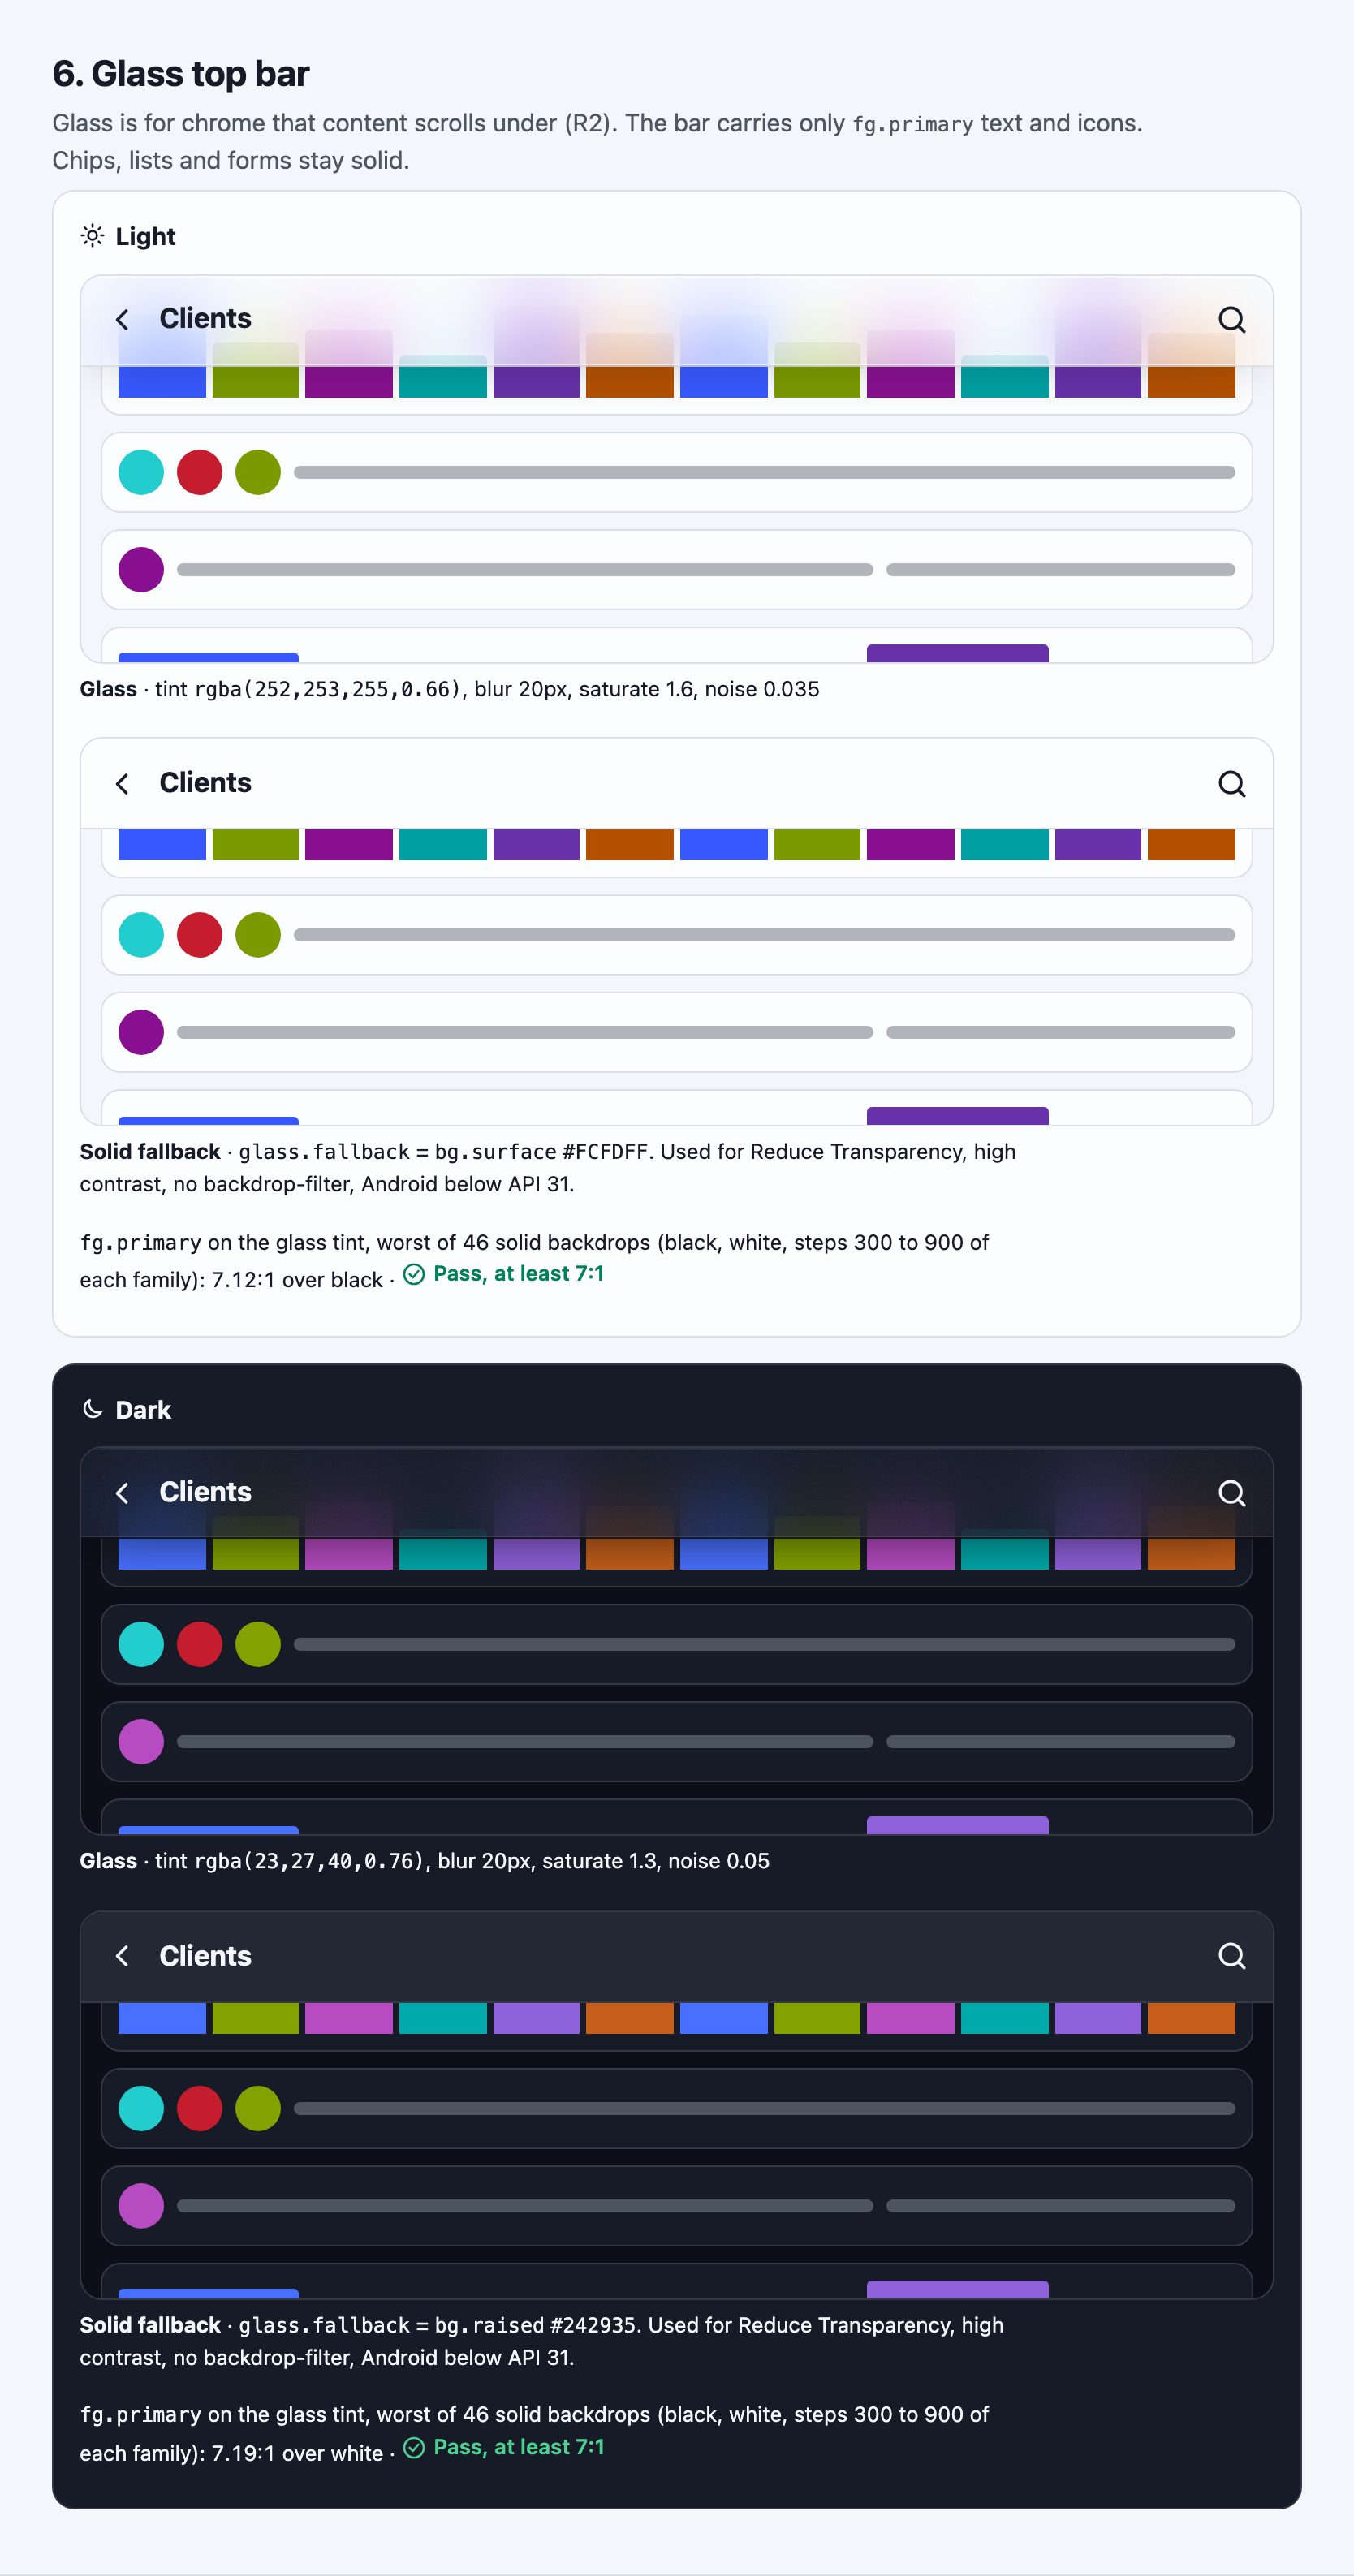 6. Glass top bar
Glass is for chrome that content scrolls under (R2). The bar carries only fg.primary text and icons.
Chips, lists and forms stay solid.
Light
Clients
Glass · tint rgba(252,253,255,0.66), blur 20px, saturate 1.6, noise 0.035
Clients
Solid fallback · glass.fallback = bg.surface #FCFDFF. Used for Reduce Transparency, high
contrast, no backdrop-filter, Android below API 31.
fg.primary on the glass tint, worst of 46 solid backdrops (black, white, steps 300 to 900 of
each family): 7.12:1 over black · Pass, at least 7:1
Dark
Clients
Glass · tint rgba(23,27,40,0.76), blur 20px, saturate 1.3, noise 0.05
Clients
Solid fallback · glass.fallback = bg.raised #242935. Used for Reduce Transparency, high
contrast, no backdrop-filter, Android below API 31.
fg.primary on the glass tint, worst of 46 solid backdrops (black, white, steps 300 to 900 of
each family): 7.19:1 over white · Pass, at least 7:1